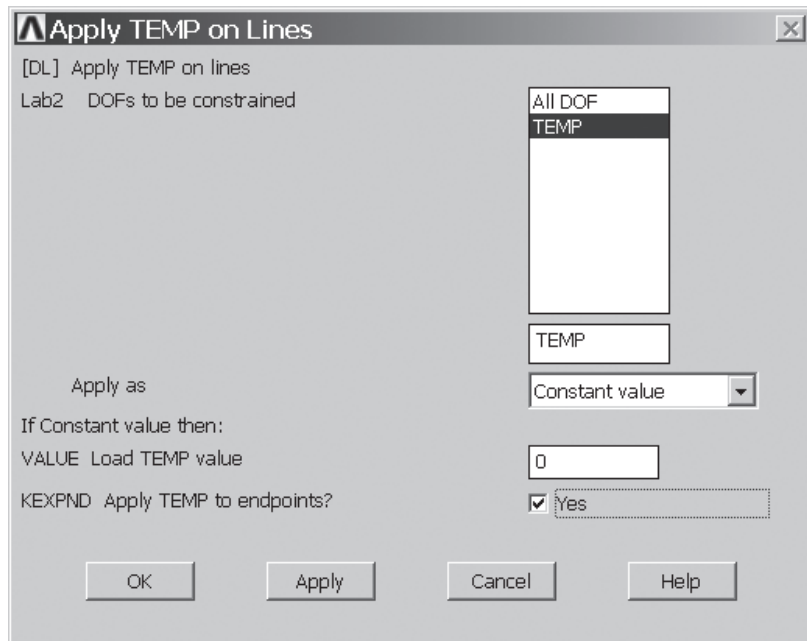 Apply TEMP on Lines
[DL] Apply TEMP on lines
Lab2 DOFs to be constrained
All DOF
TEMP
TEMP
Apply as
Constant value
If Constant value then:
VALUE Load TEMP value
0
KEXPND Apply TEMP to endpoints?
Yes
OK
Apply
Cancel
Help